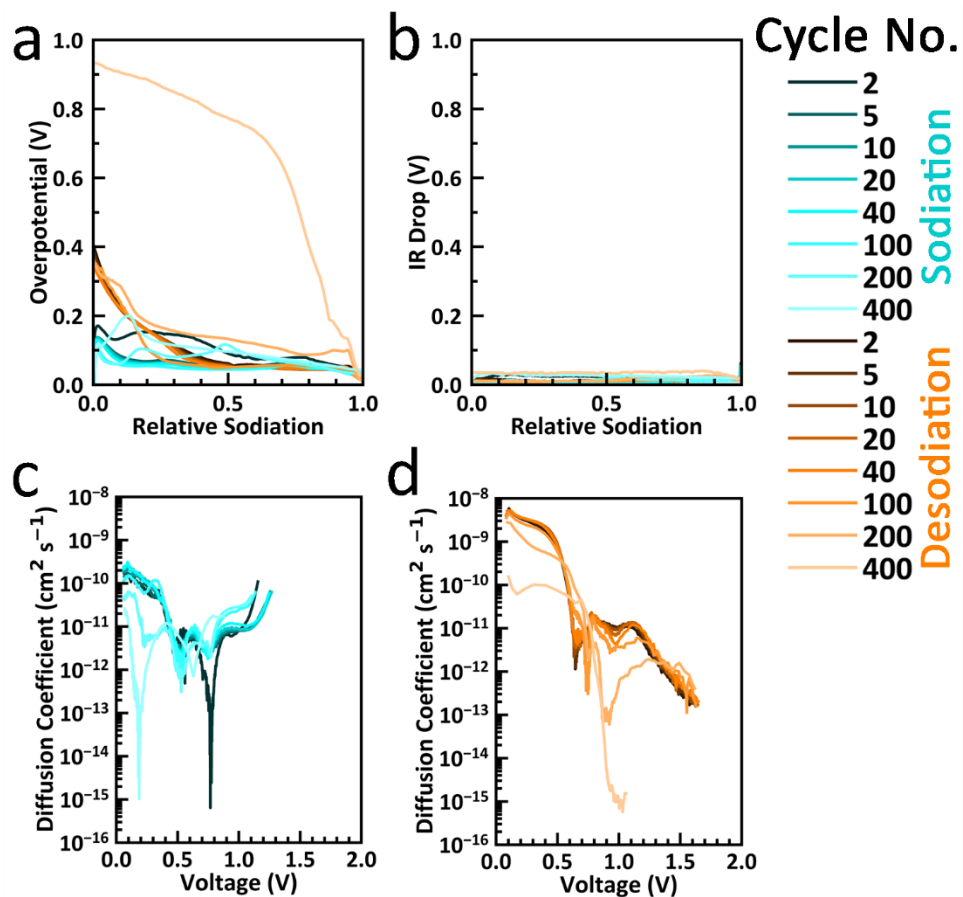 a
1.0
0.8
0.6
0.4
0.2
0.0
Overpotential (V)
0.0 0.5 1.0
Relative Sodiation
b
1.0
0.8
0.6
0.4
0.2
0.0
IR Drop (V)
0.0 0.5 1.0
Relative Sodiation
c
10⁻⁸
10⁻⁹
10⁻¹⁰
10⁻¹¹
10⁻¹²
10⁻¹³
10⁻¹⁴
10⁻¹⁵
10⁻¹⁶
Diffusion Coefficient (cm² s⁻¹)
0.0 0.5 1.0 1.5 2.0
Voltage (V)
d
10⁻⁸
10⁻⁹
10⁻¹⁰
10⁻¹¹
10⁻¹²
10⁻¹³
10⁻¹⁴
10⁻¹⁵
10⁻¹⁶
Diffusion Coefficient (cm² s⁻¹)
0.0 0.5 1.0 1.5 2.0
Voltage (V)
Cycle No.
2
5
10
20
40
100
200
400
Sodiation
2
5
10
20
40
100
200
400
Desodiation